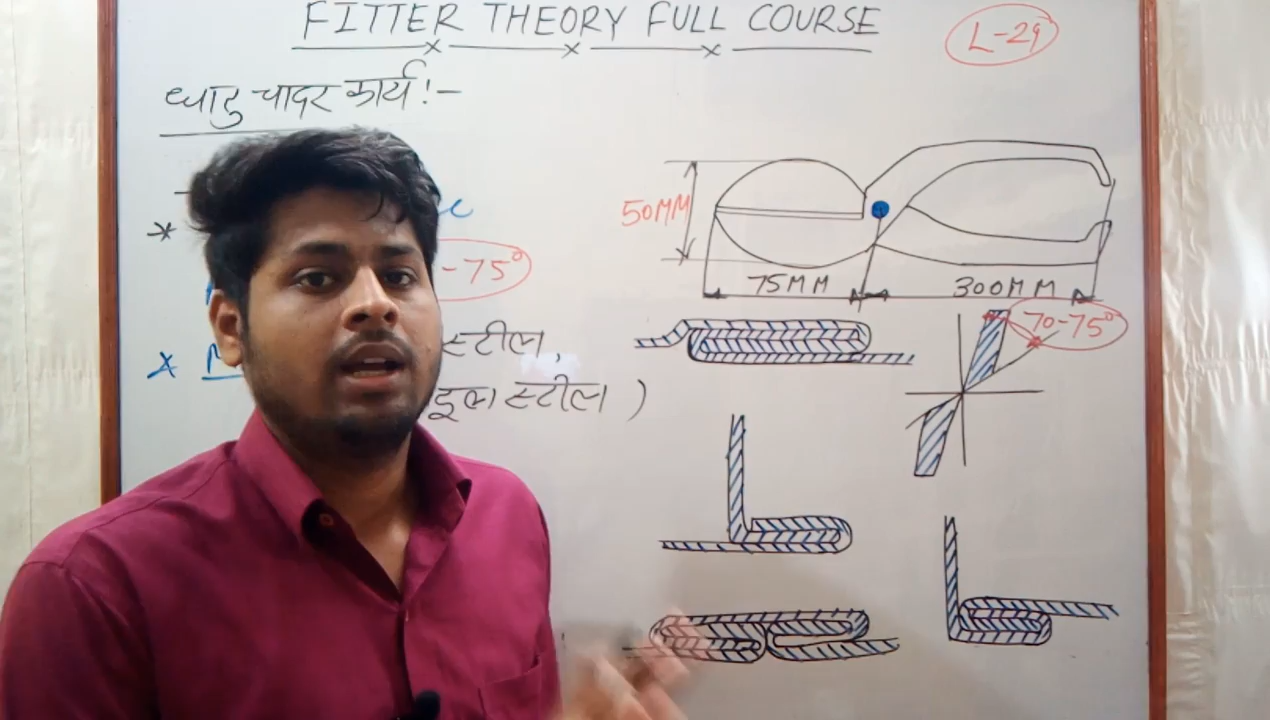 FITTER THEORY FULL COURSE
L-29
धातु चादर कार्य :-
50MM
75MM
300MM
-75°
70-75°
स्टील,
स्टील )